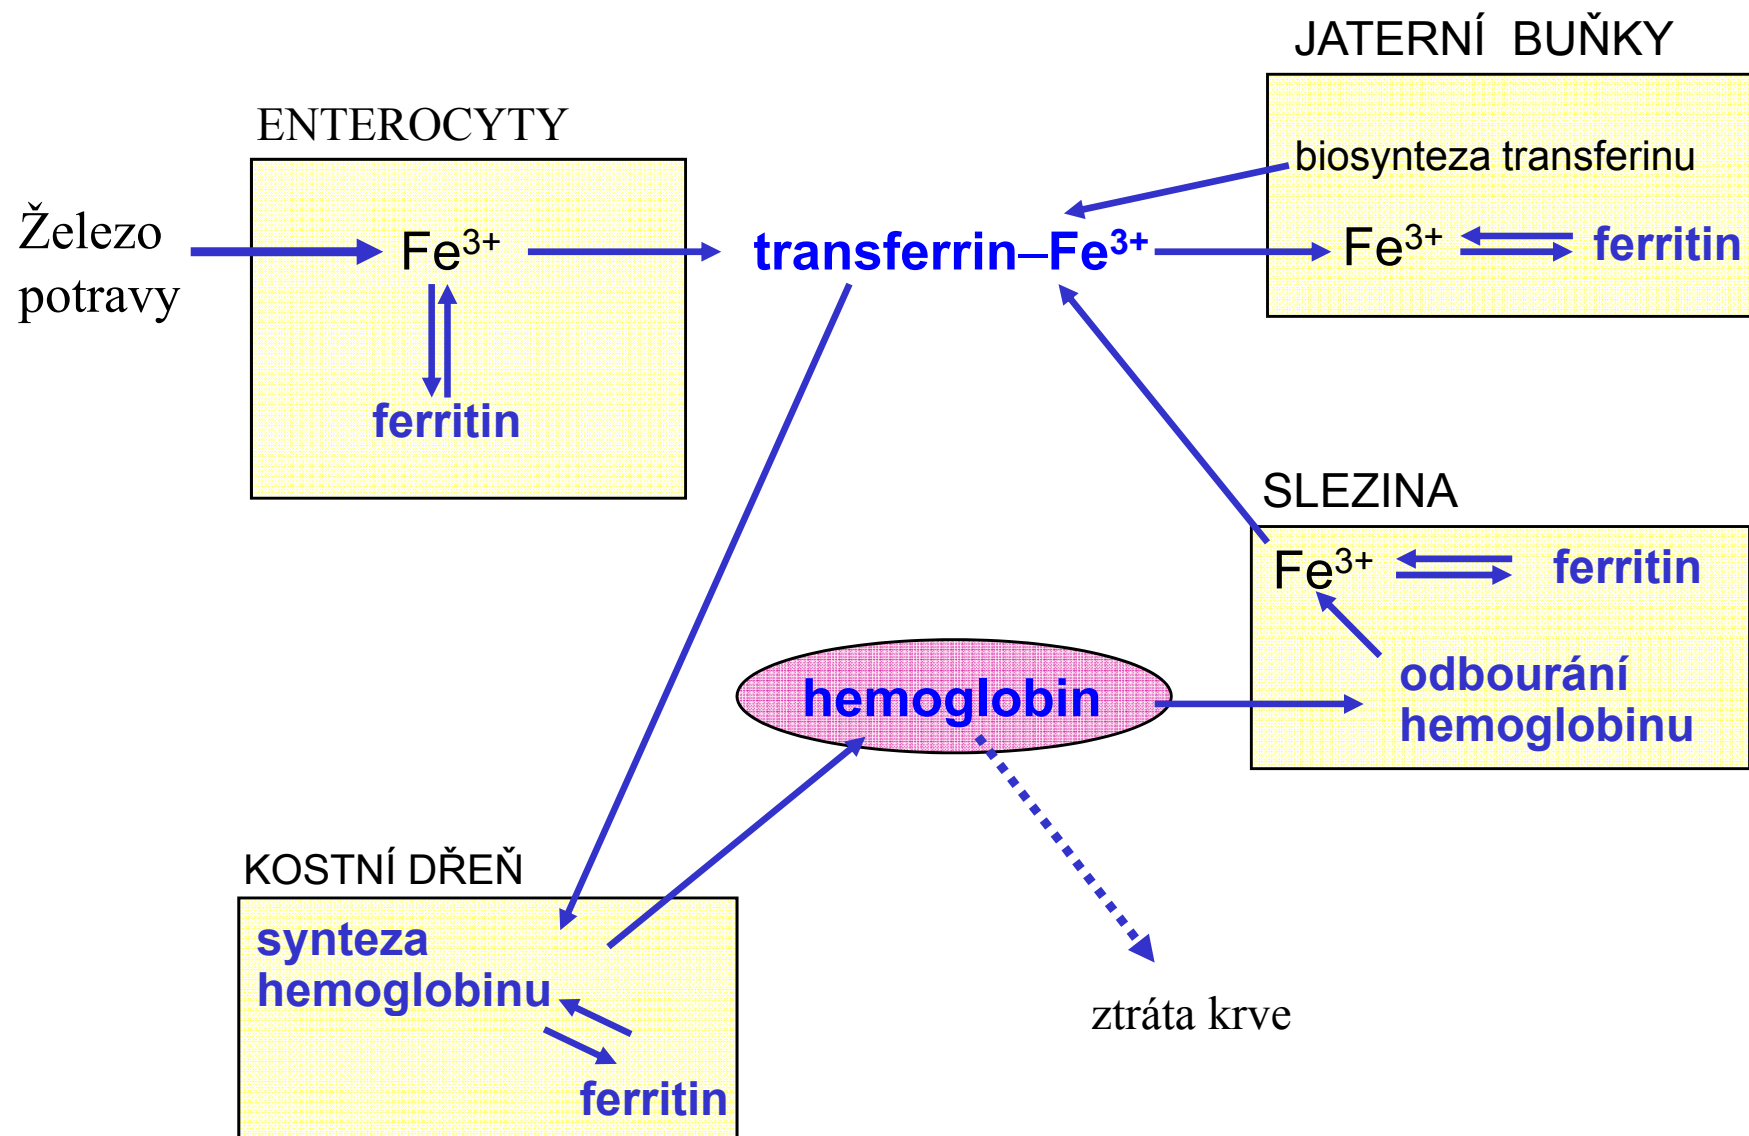 JATERNÍ BUŇKY
ENTEROCYTY
biosynteza transferinu
Železo
potravy
Fe3+
transferrin–Fe3+
Fe3+
ferritin
ferritin
SLEZINA
Fe3+
ferritin
odbourání
hemoglobinu
hemoglobin
KOSTNÍ DŘEŇ
synteza
hemoglobinu
ferritin
ztráta krve